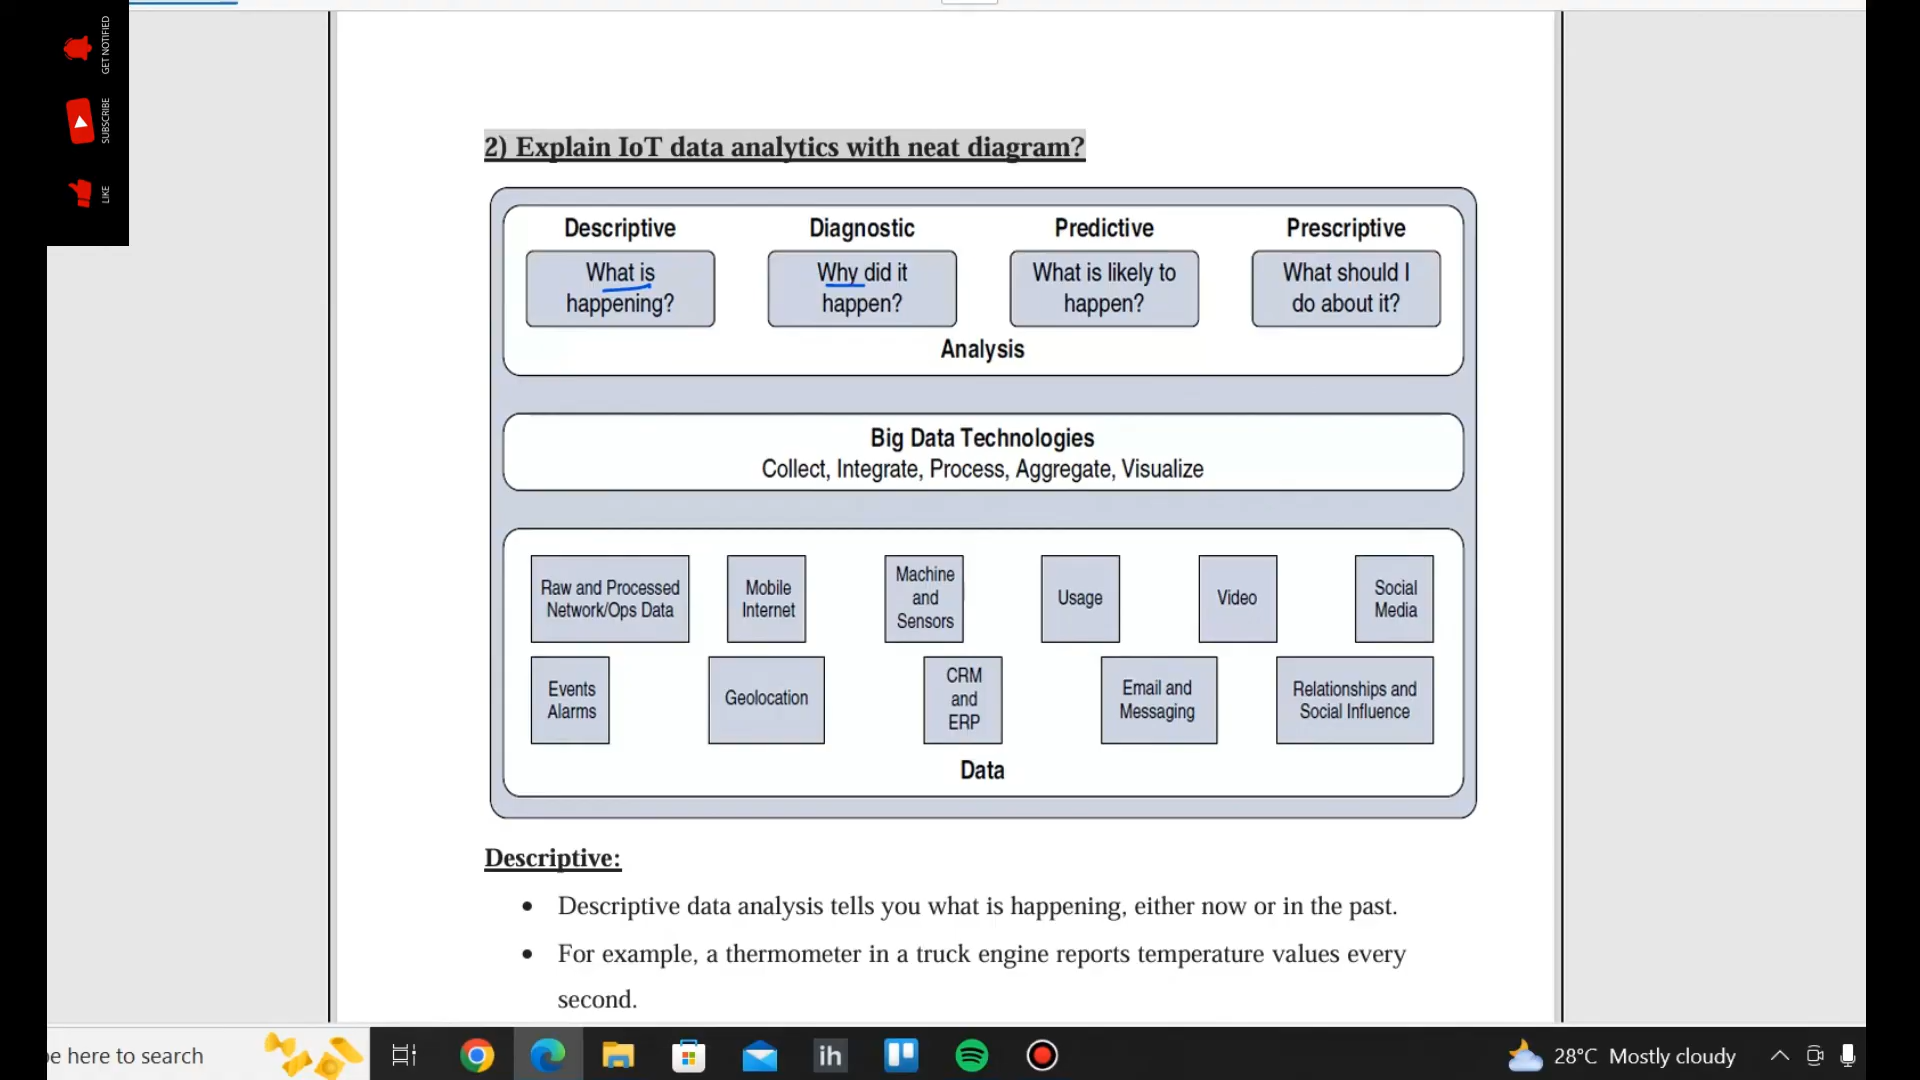 GET NOTIFIED
SUBSCRIBE
LIKE
2) Explain IoT data analytics with neat diagram?
Descriptive Diagnostic Predictive Prescriptive
What is
happening?
Why did it
happen?
What is likely to
happen?
What should I
do about it?
Analysis
Big Data Technologies
Collect, Integrate, Process, Aggregate, Visualize
Raw and Processed
Network/Ops Data
Mobile
Internet
Machine
and
Sensors
Usage
Video
Social
Media
Events
Alarms
Geolocation
CRM
and
ERP
Email and
Messaging
Relationships and
Social Influence
Data
Descriptive:
• Descriptive data analysis tells you what is happening, either now or in the past.
• For example, a thermometer in a truck engine reports temperature values every
second.
e here to search
ih
28°C Mostly cloudy